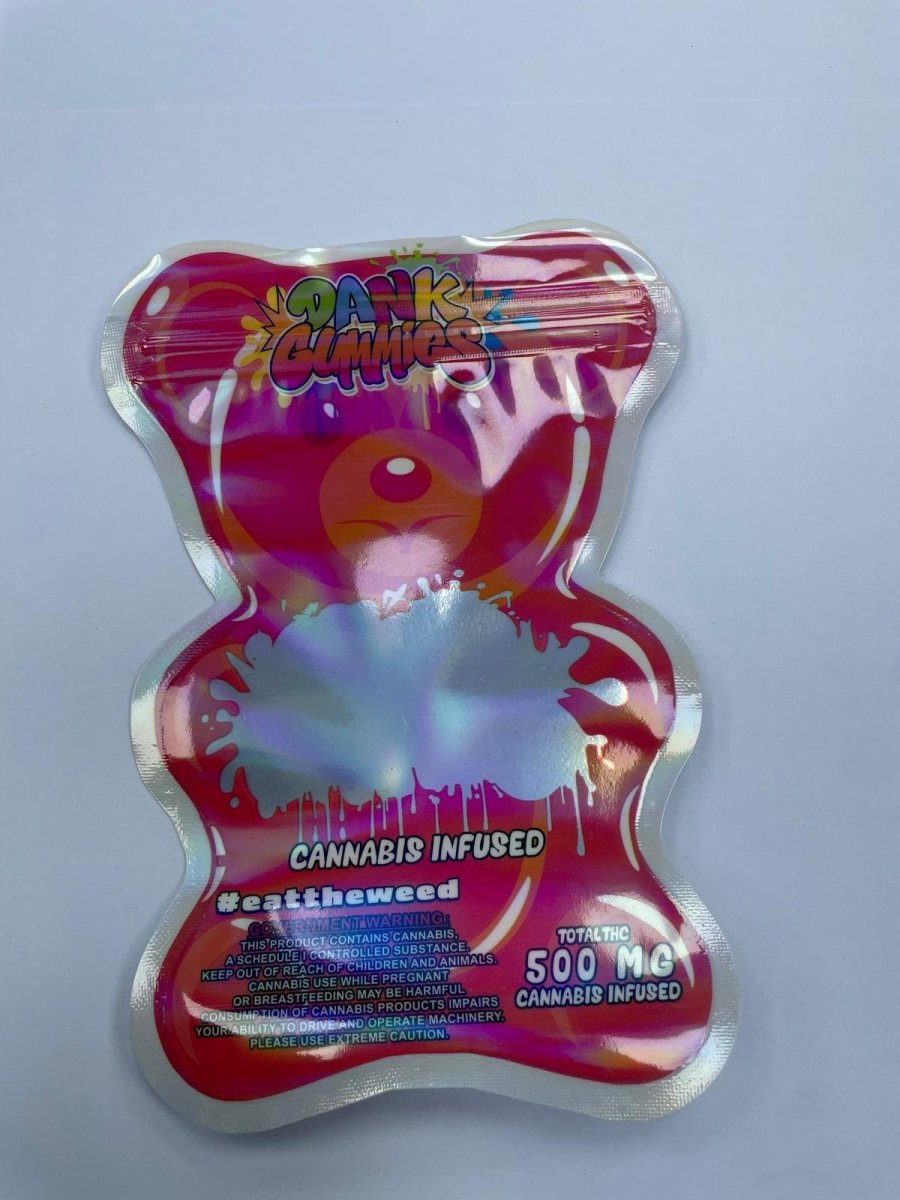 DANK
GUMMIES
CANNABIS INFUSED
#eattheweed
GOVERNMENT WARNING:
THIS PRODUCT CONTAINS CANNABIS,
A SCHEDULE I CONTROLLED SUBSTANCE.
KEEP OUT OF REACH OF CHILDREN AND ANIMALS.
CANNABIS USE WHILE PREGNANT
OR BREASTFEEDING MAY BE HARMFUL
CONSUMPTION OF CANNABIS PRODUCTS IMPAIRS
YOUR ABILITY TO DRIVE AND OPERATE MACHINERY.
PLEASE USE EXTREME CAUTION.
TOTAL THC
500 MG
CANNABIS INFUSED